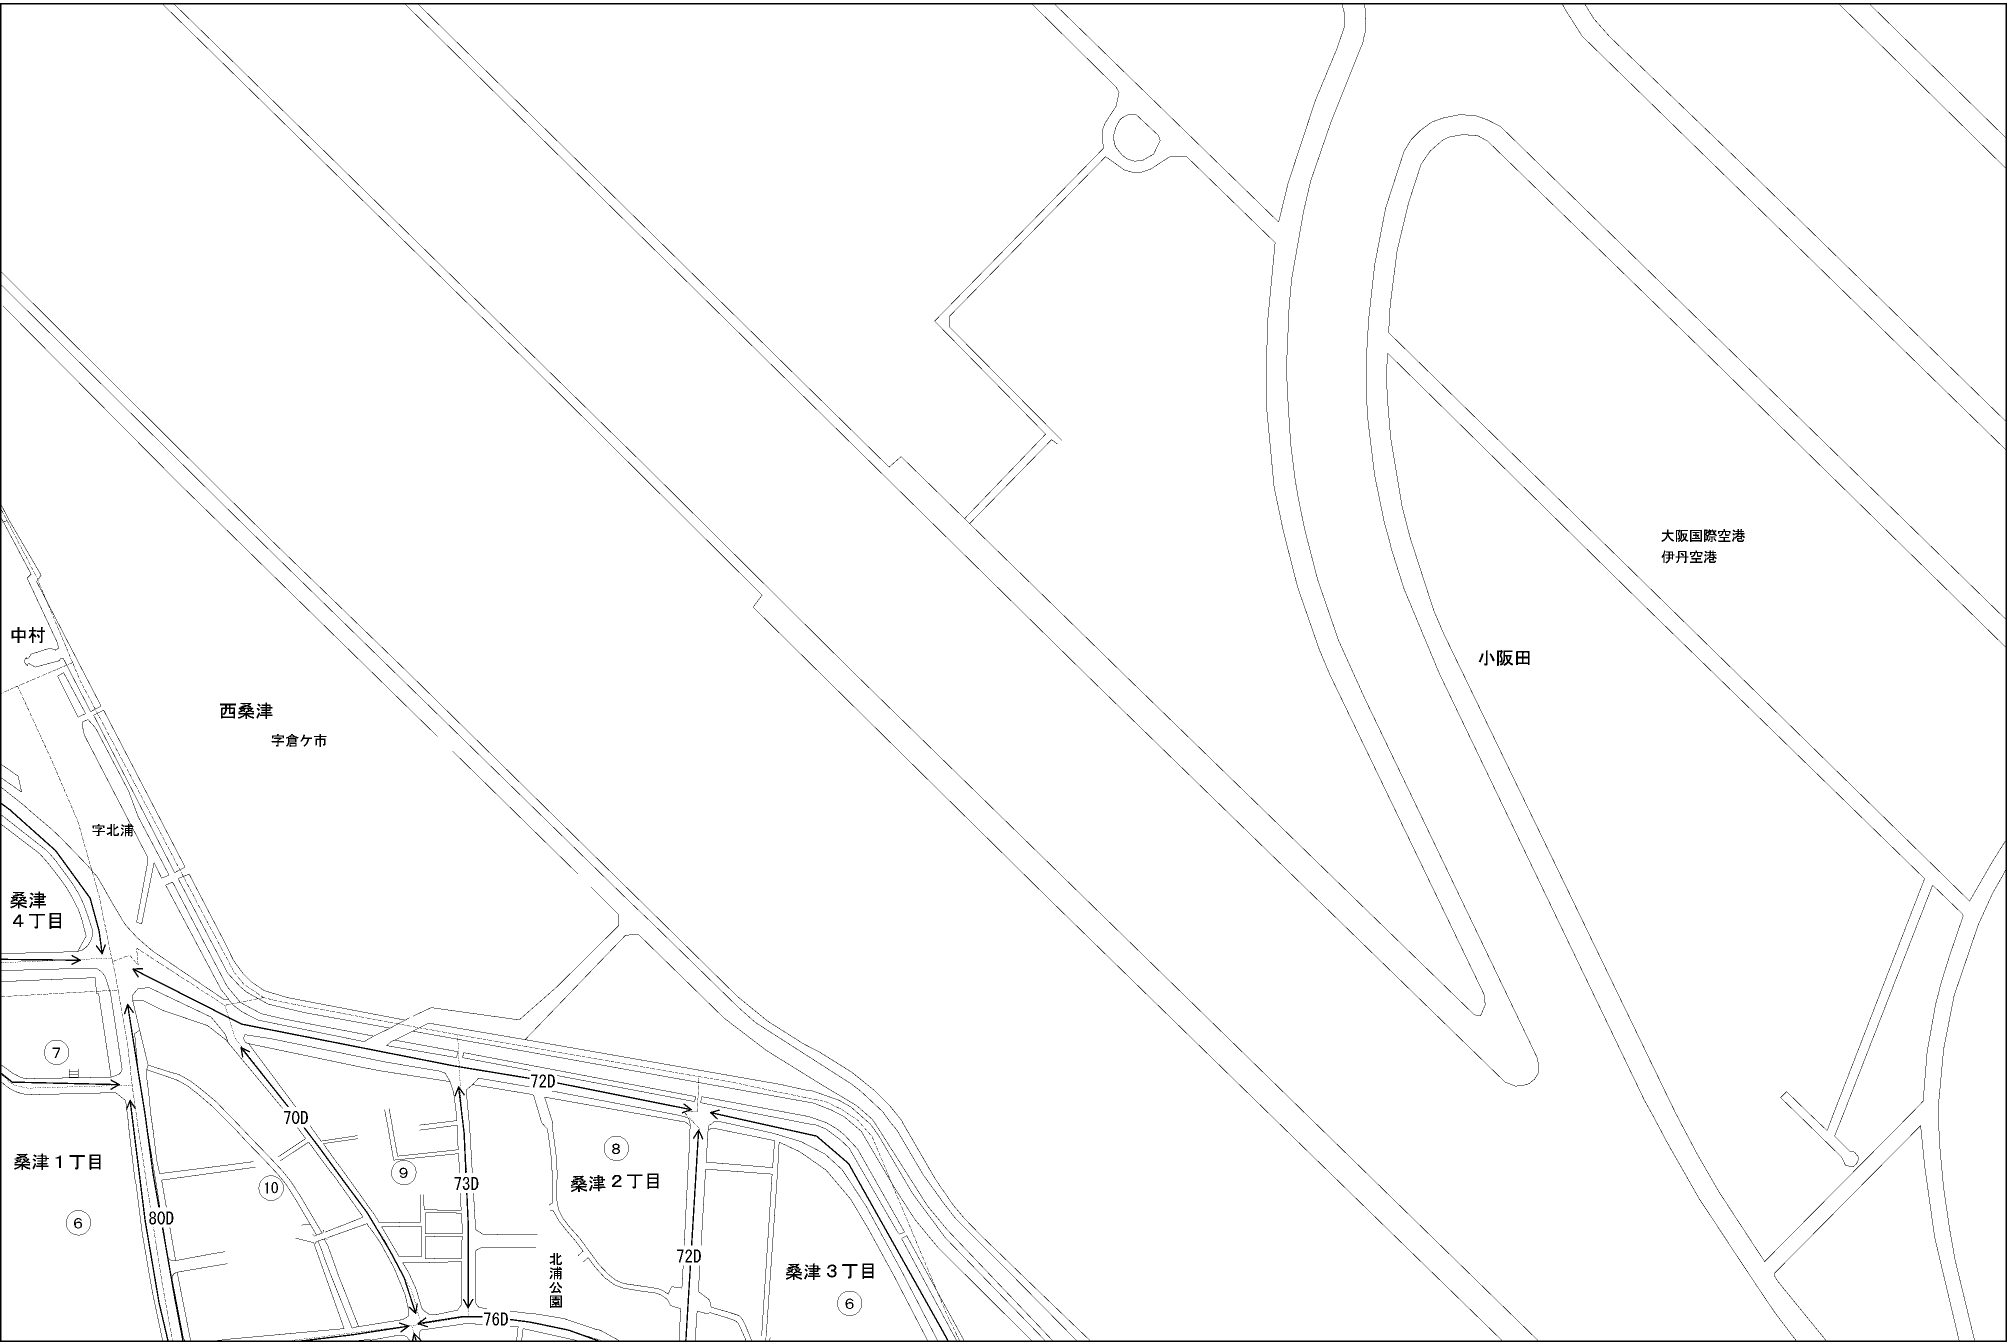 大阪国際空港
伊丹空港
中村
小阪田
西桑津
字倉ケ市
字北浦
桑津
４丁目
⑦
72D
70D
⑧
桑津１丁目
⑨
桑津２丁目
73D
⑩
⑥
80D
72D
北浦公園
桑津３丁目
⑥
76D